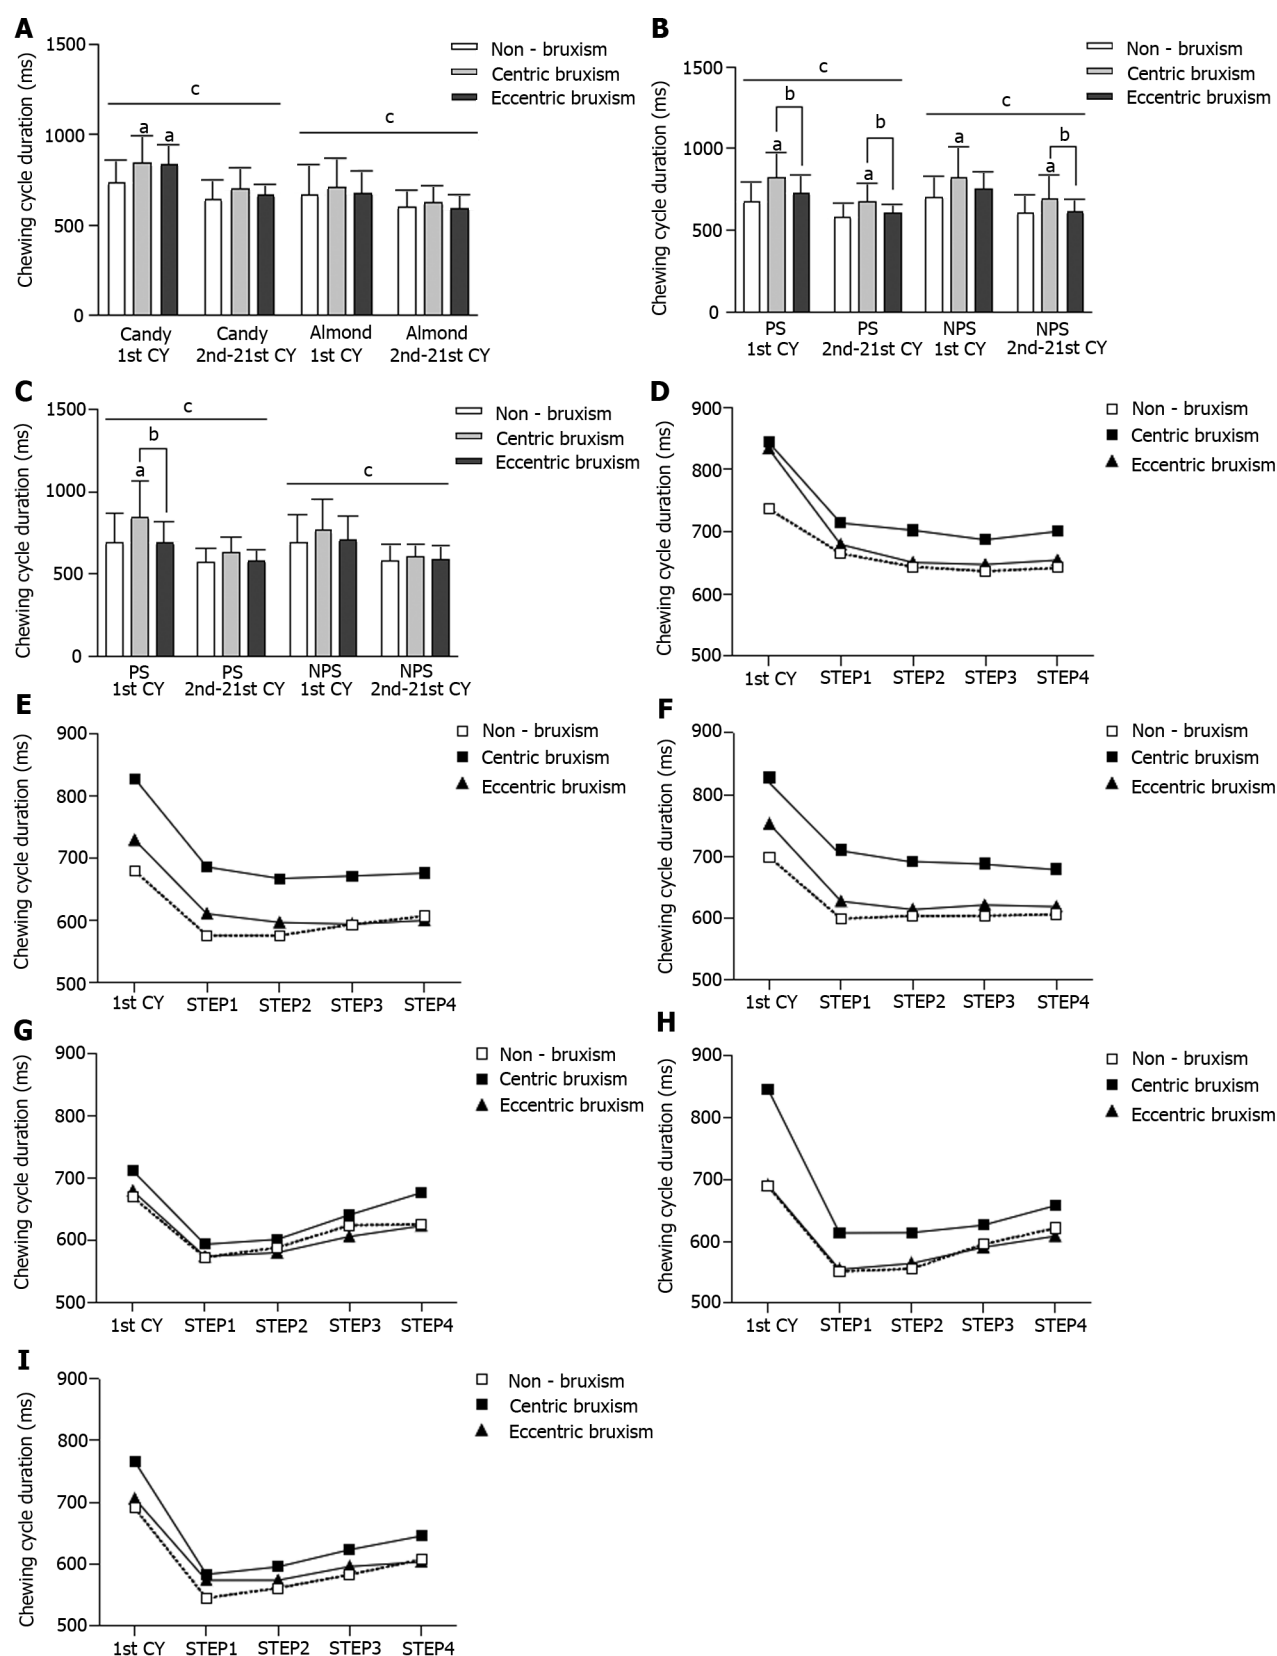 A
Chewing cycle duration (ms)
1500
1000
500
0
Non - bruxism
Centric bruxism
Eccentric bruxism
c
c
a a
Candy
1st CY
Candy
2nd-21st CY
Almond
1st CY
Almond
2nd-21st CY
B
Chewing cycle duration (ms)
1500
1000
500
0
Non - bruxism
Centric bruxism
Eccentric bruxism
c
c
b
b
b
a
a
a
a
PS
1st CY
PS
2nd-21st CY
NPS
1st CY
NPS
2nd-21st CY
C
Chewing cycle duration (ms)
1500
1000
500
0
Non - bruxism
Centric bruxism
Eccentric bruxism
c
c
b
a
PS
1st CY
PS
2nd-21st CY
NPS
1st CY
NPS
2nd-21st CY
D
Chewing cycle duration (ms)
900
800
700
600
500
Non - bruxism
Centric bruxism
Eccentric bruxism
1st CY STEP1 STEP2 STEP3 STEP4
E
Chewing cycle duration (ms)
900
800
700
600
500
Non - bruxism
Centric bruxism
Eccentric bruxism
1st CY STEP1 STEP2 STEP3 STEP4
F
Chewing cycle duration (ms)
900
800
700
600
500
Non - bruxism
Centric bruxism
Eccentric bruxism
1st CY STEP1 STEP2 STEP3 STEP4
G
Chewing cycle duration (ms)
900
800
700
600
500
Non - bruxism
Centric bruxism
Eccentric bruxism
1st CY STEP1 STEP2 STEP3 STEP4
H
Chewing cycle duration (ms)
900
800
700
600
500
Non - bruxism
Centric bruxism
Eccentric bruxism
1st CY STEP1 STEP2 STEP3 STEP4
I
Chewing cycle duration (ms)
900
800
700
600
500
Non - bruxism
Centric bruxism
Eccentric bruxism
1st CY STEP1 STEP2 STEP3 STEP4